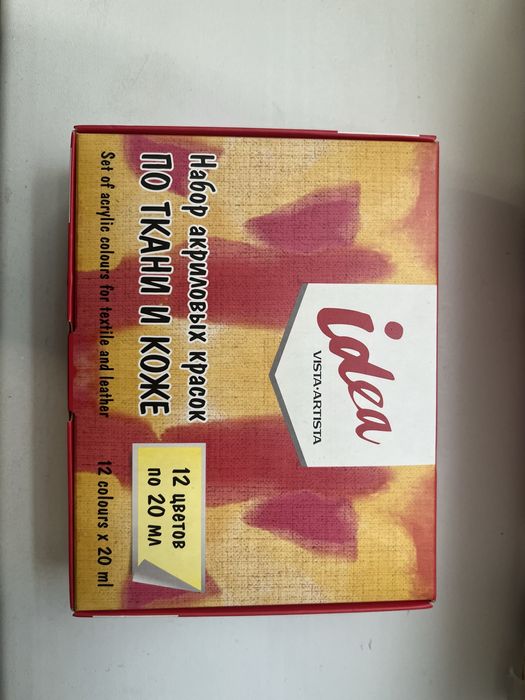 idea
VISTA-ARTISTA
Набор акриловых красок
ПО ТКАНИ И КОЖЕ
12 цветов
по 20 мл
Set of acrylic colours for textile and leather
12 colours x 20 ml